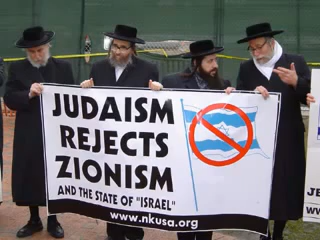 JUDAISM
REJECTS
ZIONISM
AND THE STATE OF "ISRAEL"
www.nkusa.org